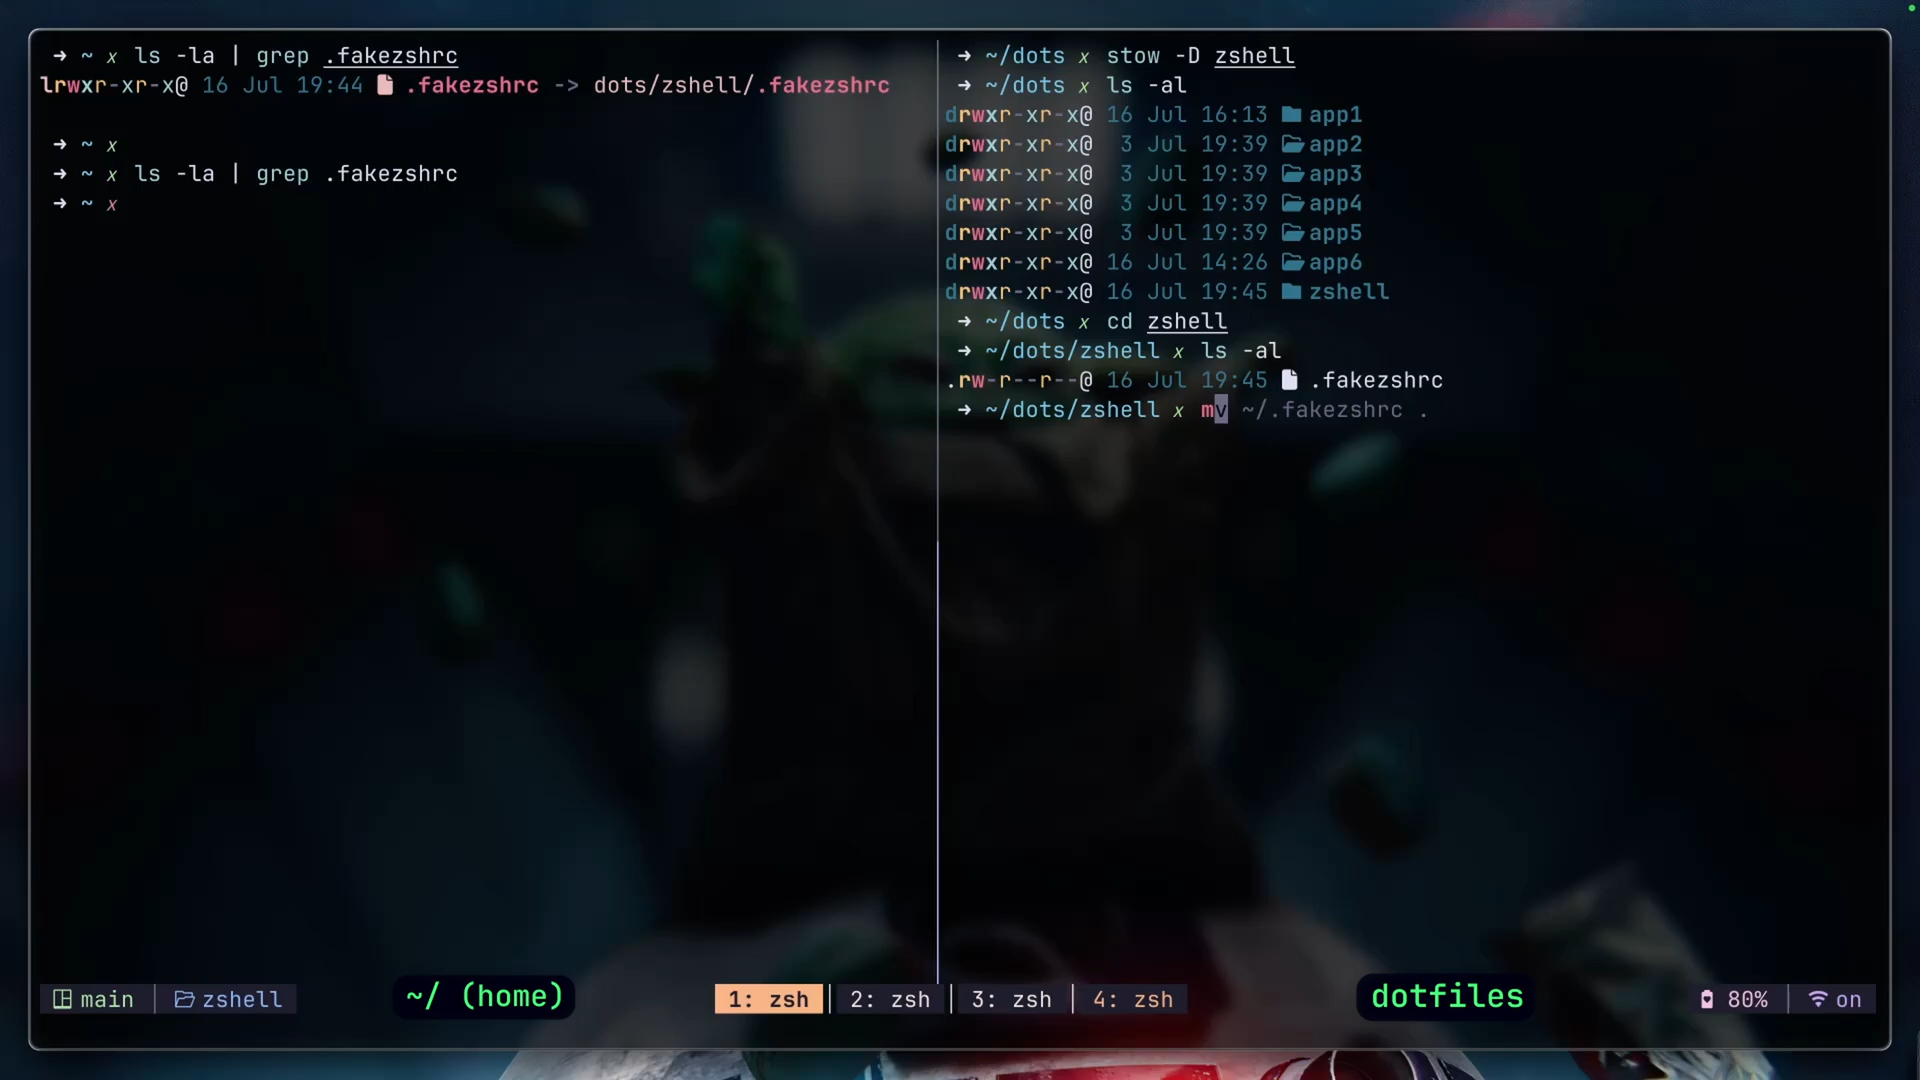 ➜ ~ x ls -la | grep .fakezshrc
lrwxr-xr-x@ 16 Jul 19:44 .fakezshrc -> dots/zshell/.fakezshrc
➜ ~ x
➜ ~ x ls -la | grep .fakezshrc
➜ ~ x
➜ ~/dots x stow -D zshell
➜ ~/dots x ls -al
drwxr-xr-x@ 16 Jul 16:13 app1
drwxr-xr-x@ 3 Jul 19:39 app2
drwxr-xr-x@ 3 Jul 19:39 app3
drwxr-xr-x@ 3 Jul 19:39 app4
drwxr-xr-x@ 3 Jul 19:39 app5
drwxr-xr-x@ 16 Jul 14:26 app6
drwxr-xr-x@ 16 Jul 19:45 zshell
➜ ~/dots x cd zshell
➜ ~/dots/zshell x ls -al
.rw-r--r--@ 16 Jul 19:45 .fakezshrc
➜ ~/dots/zshell x mv ~/.fakezshrc .
main | zshell
~/ (home)
1: zsh | 2: zsh | 3: zsh | 4: zsh
dotfiles
80% | on